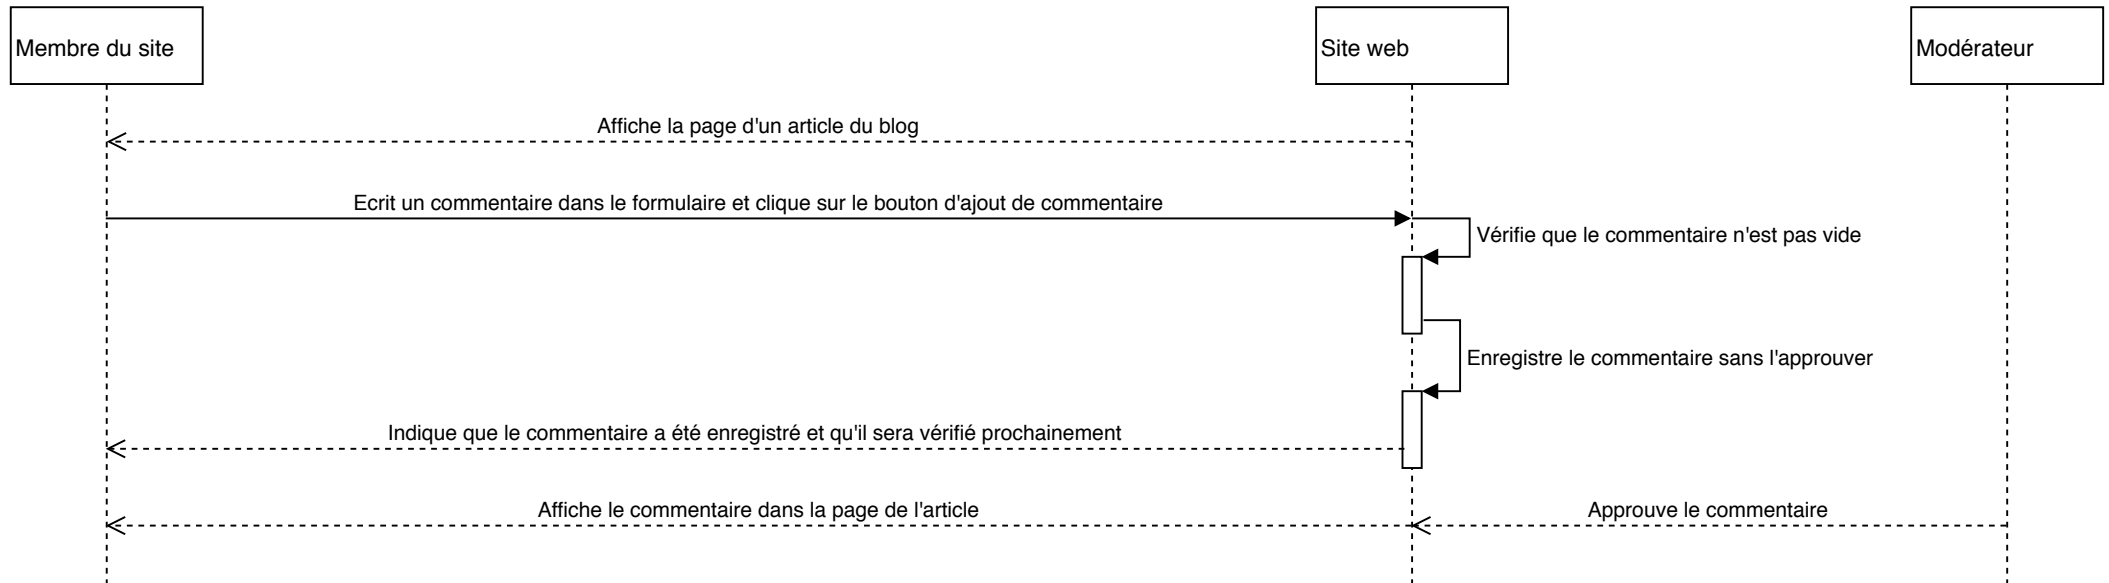 Membre du site
Site web
Modérateur
Affiche la page d'un article du blog
Ecrit un commentaire dans le formulaire et clique sur le bouton d'ajout de commentaire
Vérifie que le commentaire n'est pas vide
Enregistre le commentaire sans l'approuver
Indique que le commentaire a été enregistré et qu'il sera vérifié prochainement
Affiche le commentaire dans la page de l'article
Approuve le commentaire